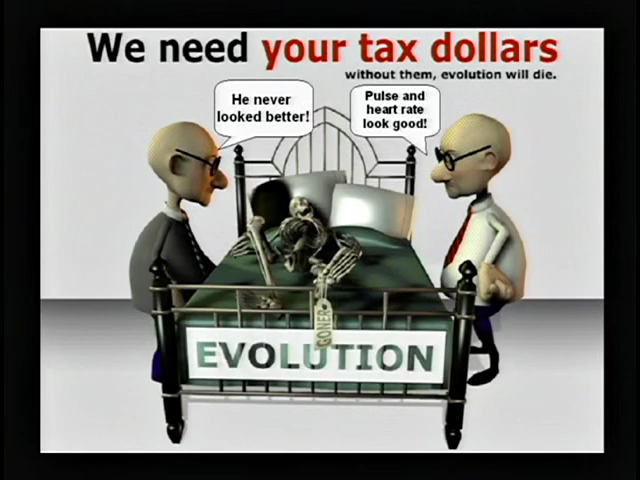 We need your tax dollars
without them, evolution will die.
He never
looked better!
Pulse and
heart rate
look good!
GONER
EVOLUTION